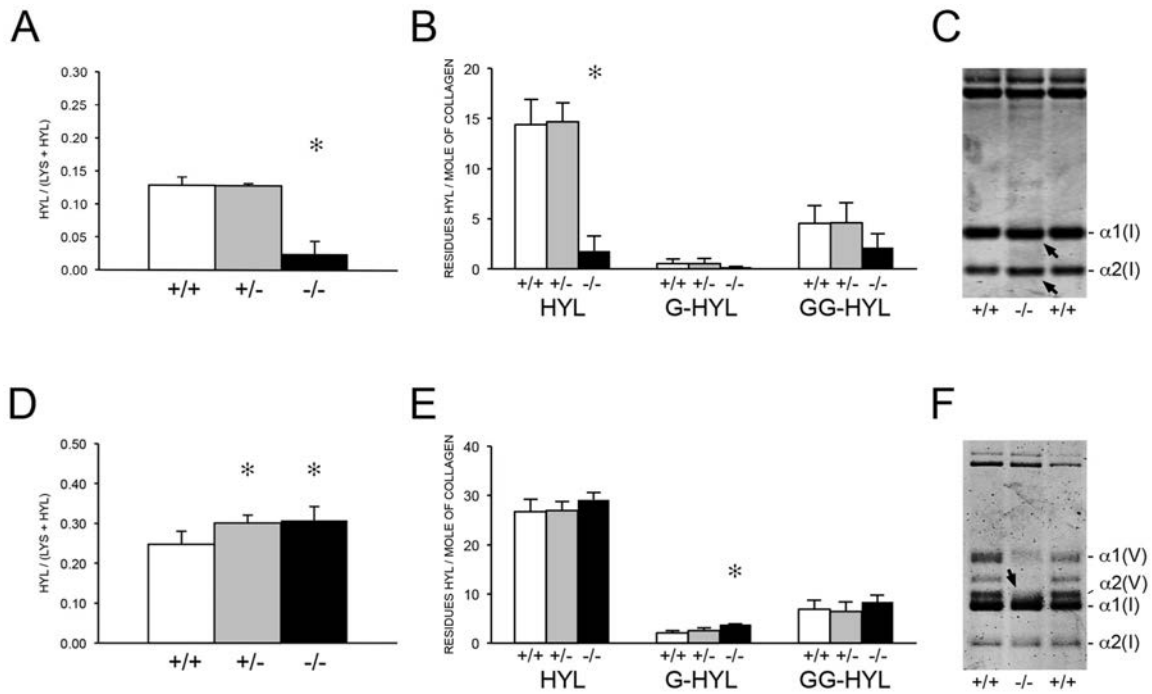 A
HYL / (LYS + HYL)
0.30
0.25
0.20
0.15
0.10
0.05
0.00
*
+/+ +/- -/-
B
RESIDUES HYL / MOLE OF COLLAGEN
20
15
10
5
0
*
+/+ +/- -/- +/+ +/- -/- +/+ +/- -/-
HYL G-HYL GG-HYL
C
- α1(I)
- α2(I)
+/+ -/- +/+
D
HYL / (LYS + HYL)
0.50
0.40
0.30
0.20
0.10
0.00
* *
+/+ +/- -/-
E
RESIDUES HYL / MOLE OF COLLAGEN
40
30
20
10
0
*
+/+ +/- -/- +/+ +/- -/- +/+ +/- -/-
HYL G-HYL GG-HYL
F
- α1(V)
- α2(V)
- α1(I)
- α2(I)
+/+ -/- +/+